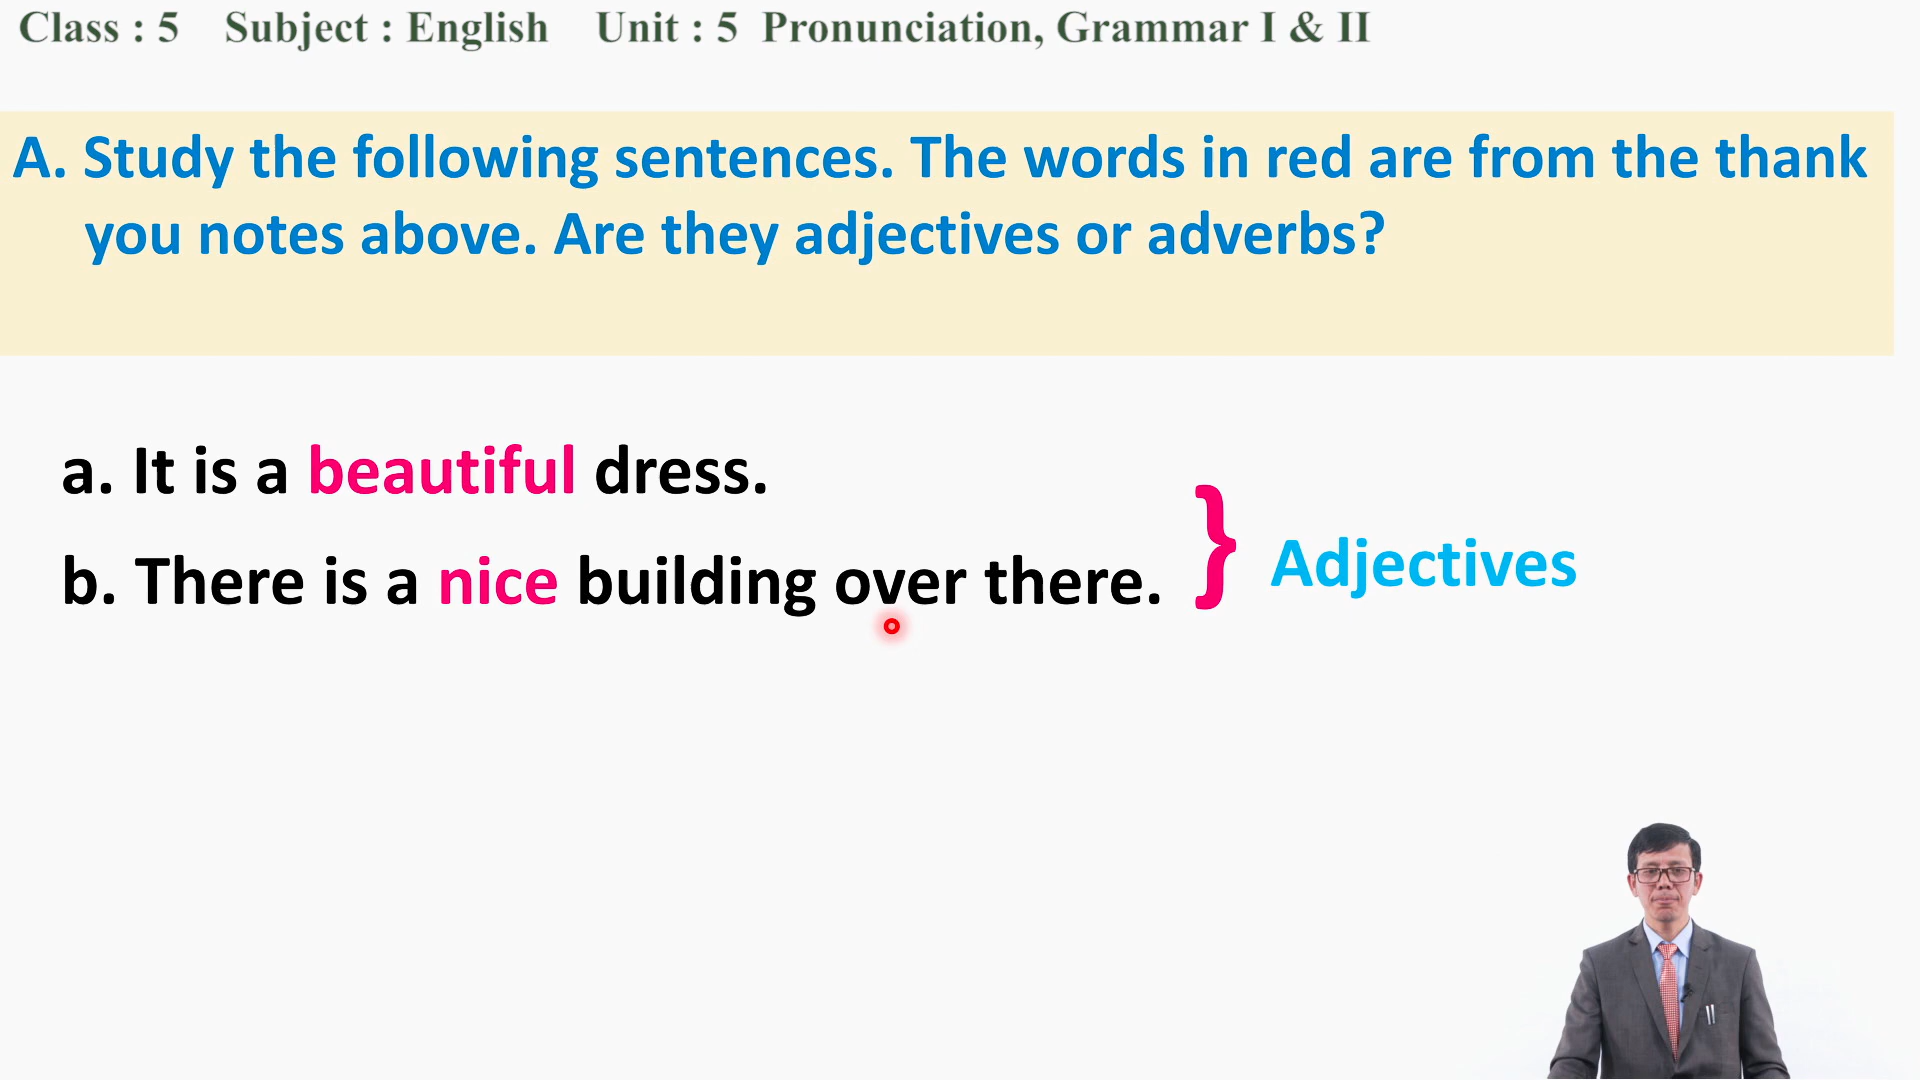 Class : 5 Subject : English Unit : 5 Pronunciation, Grammar I & II
A. Study the following sentences. The words in red are from the thank
you notes above. Are they adjectives or adverbs?
a. It is a beautiful dress.
b. There is a nice building over there.
} Adjectives